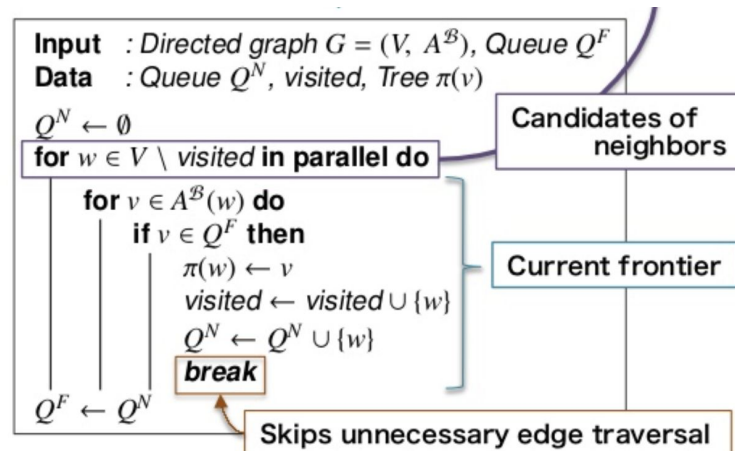 Input : Directed graph G = (V, A^ℬ), Queue Q^F
Data : Queue Q^N, visited, Tree π(v)
Q^N ← ∅
for w ∈ V \ visited in parallel do
Candidates of
neighbors
for v ∈ A^ℬ(w) do
if v ∈ Q^F then
π(w) ← v
visited ← visited ∪ {w}
Q^N ← Q^N ∪ {w}
break
Current frontier
Q^F ← Q^N
Skips unnecessary edge traversal